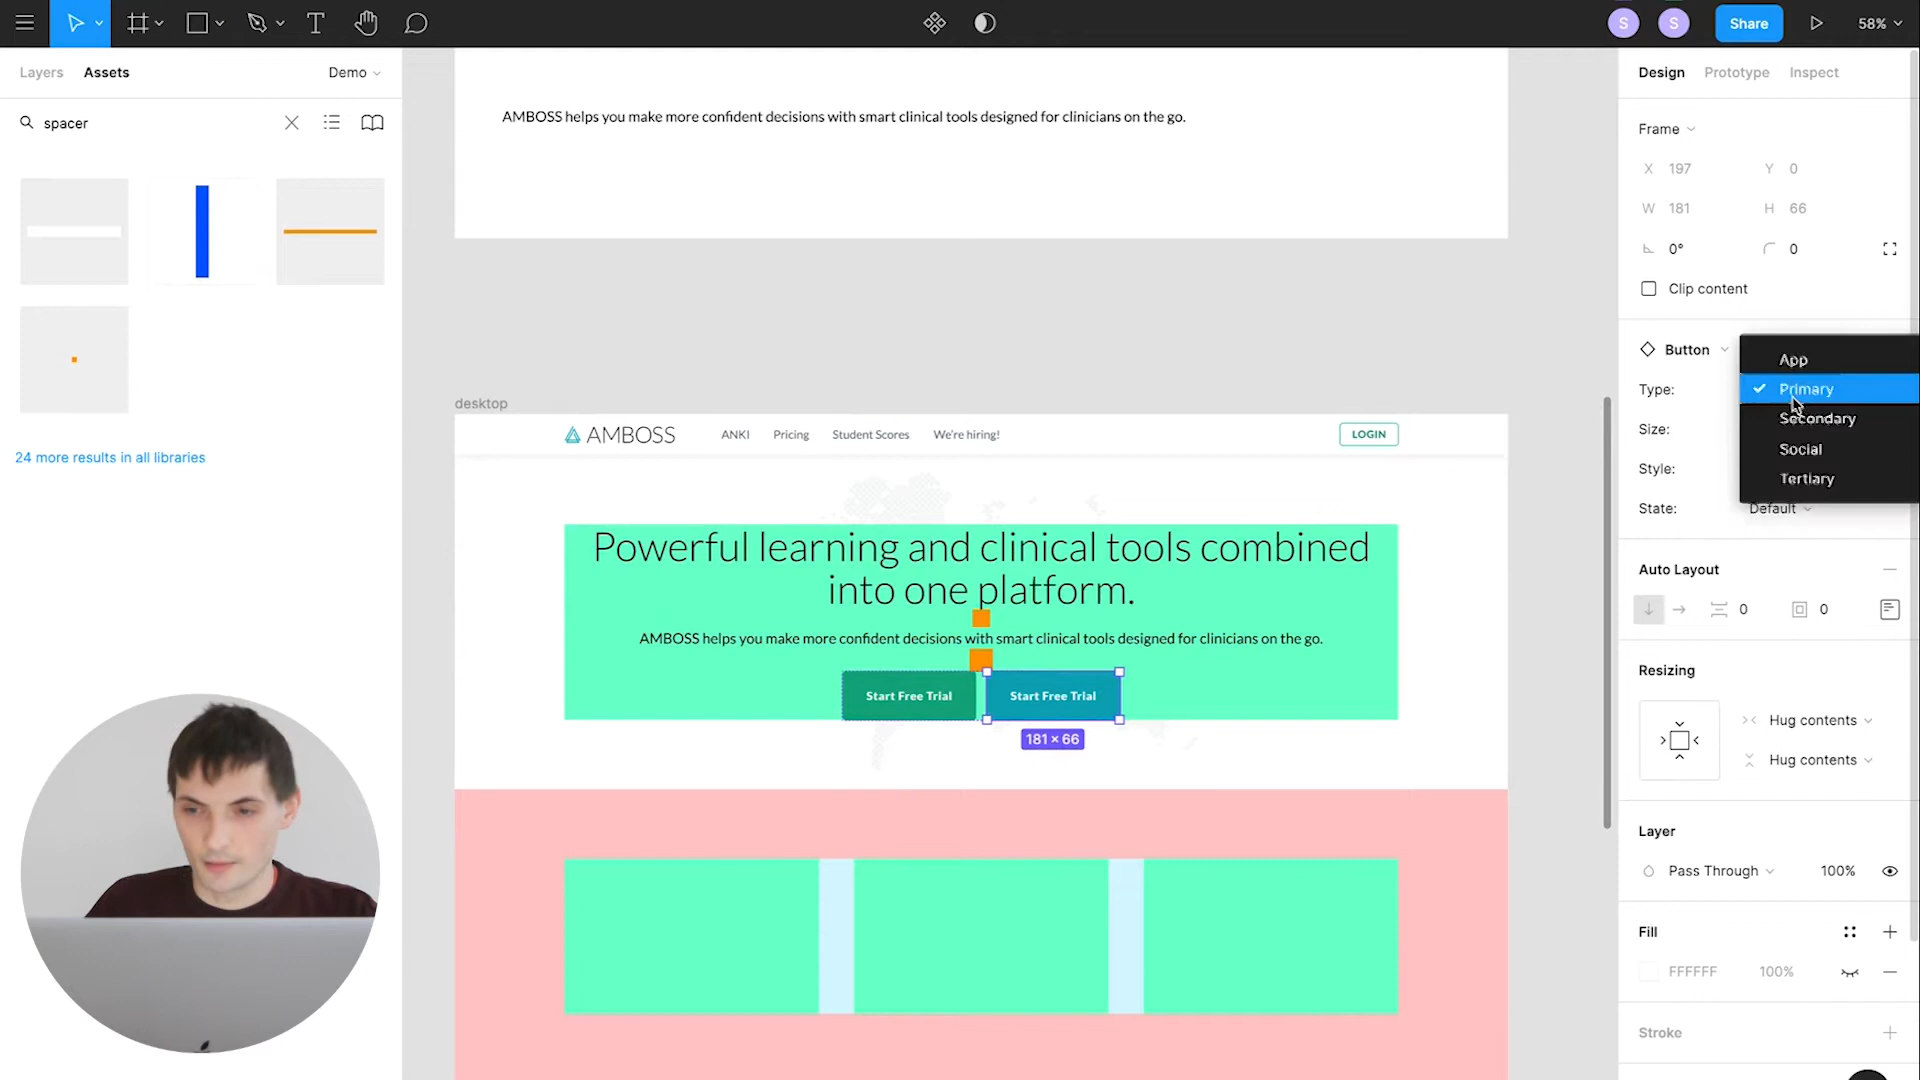 S S Share 58%
Layers Assets Demo
spacer
24 more results in all libraries
AMBOSS helps you make more confident decisions with smart clinical tools designed for clinicians on the go.
desktop
AMBOSS ANKI Pricing Student Scores We're hiring! LOGIN
Powerful learning and clinical tools combined
into one platform.
AMBOSS helps you make more confident decisions with smart clinical tools designed for clinicians on the go.
Start Free Trial Start Free Trial
181 × 66
Design Prototype Inspect
Frame
X 197 Y 0
W 181 H 66
0° 0
Clip content
Button
Type:
Size:
Style:
State: Default
App
Primary
Secondary
Social
Tertiary
Auto Layout
0 0
Resizing
Hug contents
Hug contents
Layer
Pass Through 100%
Fill
FFFFFF 100%
Stroke